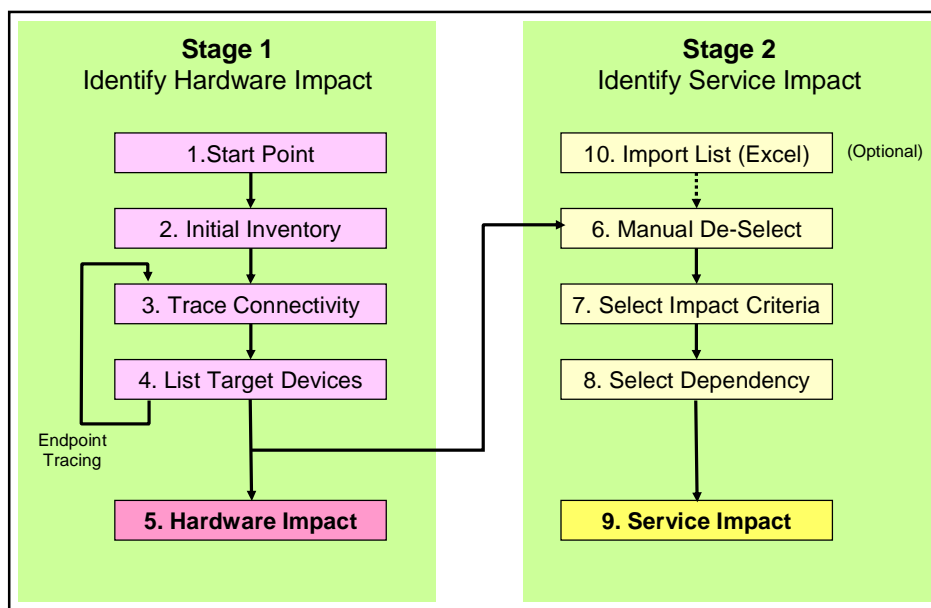 Stage 1
Identify Hardware Impact
1.Start Point
2. Initial Inventory
3. Trace Connectivity
4. List Target Devices
Endpoint
Tracing
5. Hardware Impact
Stage 2
Identify Service Impact
10. Import List (Excel)
(Optional)
6. Manual De-Select
7. Select Impact Criteria
8. Select Dependency
9. Service Impact